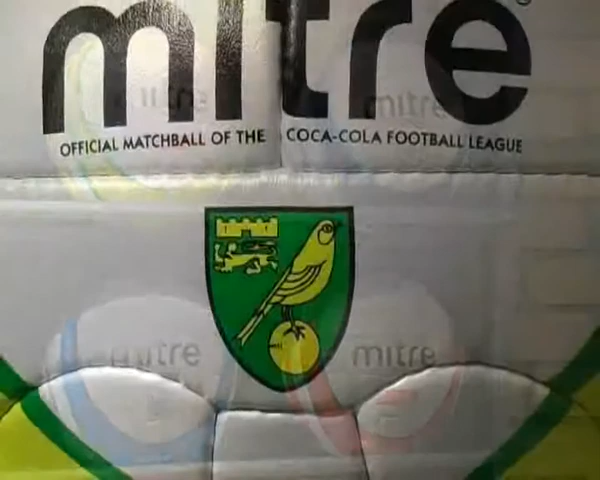 mitre
OFFICIAL MATCHBALL OF THE COCA-COLA FOOTBALL LEAGUE
mitre mitre
mitre mitre